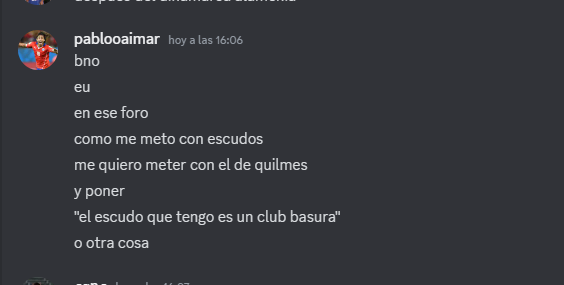 pablooaimar hoy a las 16:06
bno
eu
en ese foro
como me meto con escudos
me quiero meter con el de quilmes
y poner
"el escudo que tengo es un club basura"
o otra cosa